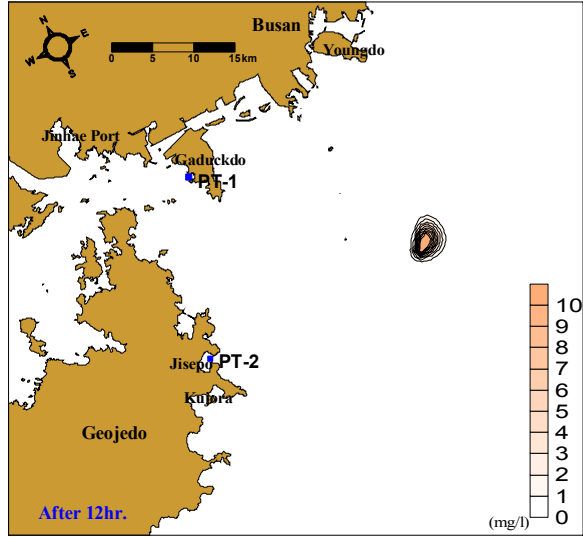 Busan
N
E
W
S
15km
0
5
10
Youngdo
Jinhae Port
Gaduckdo
PT-1
10
9
8
7
6
5
4
3
2
1
0
(mg/l)
Jisepo
PT-2
Kujora
Geojedo
After 12hr.